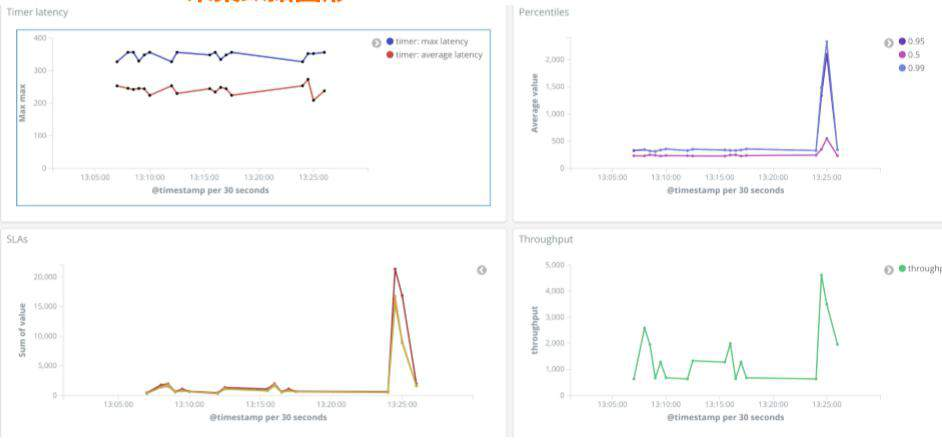 Timer latency
400
300
200
100
0
Max max
13:05:00 13:10:00 13:15:00 13:20:00 13:25:00
@timestamp per 30 seconds
timer: max latency
timer: average latency
Percentiles
2,000
1,500
1,000
500
0
Average value
13:05:00 13:10:00 13:15:00 13:20:00 13:25:00
@timestamp per 30 seconds
0.95
0.5
0.99
SLAs
20,000
15,000
10,000
5,000
0
Sum of value
13:05:00 13:10:00 13:15:00 13:20:00 13:25:00
@timestamp per 30 seconds
Throughput
5,000
4,000
3,000
2,000
1,000
0
throughput
13:05:00 13:10:00 13:15:00 13:20:00 13:25:00
@timestamp per 30 seconds
throughp